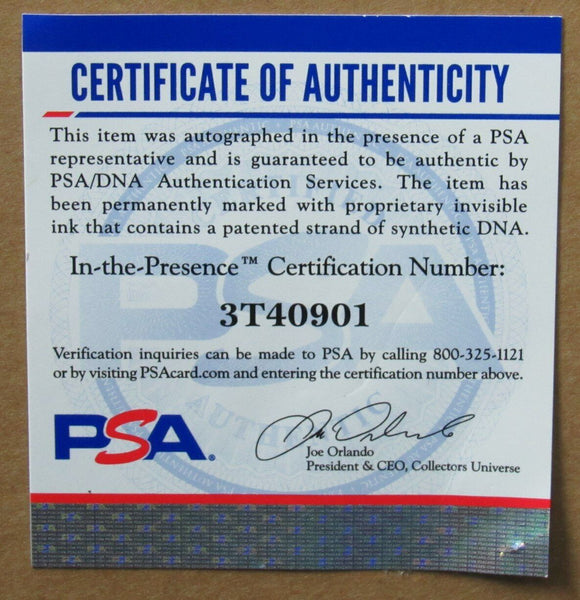 CERTIFICATE OF AUTHENTICITY
This item was autographed in the presence of a PSA
representative and is guaranteed to be authentic by
PSA/DNA Authentication Services. The item has
been permanently marked with proprietary invisible
ink that contains a patented strand of synthetic DNA.
In-the-Presence™ Certification Number:
3T40901
Verification inquiries can be made to PSA by calling 800-325-1121
or by visiting PSAcard.com and entering the certification number above.
PSA®
Joe Orlando
President & CEO, Collectors Universe